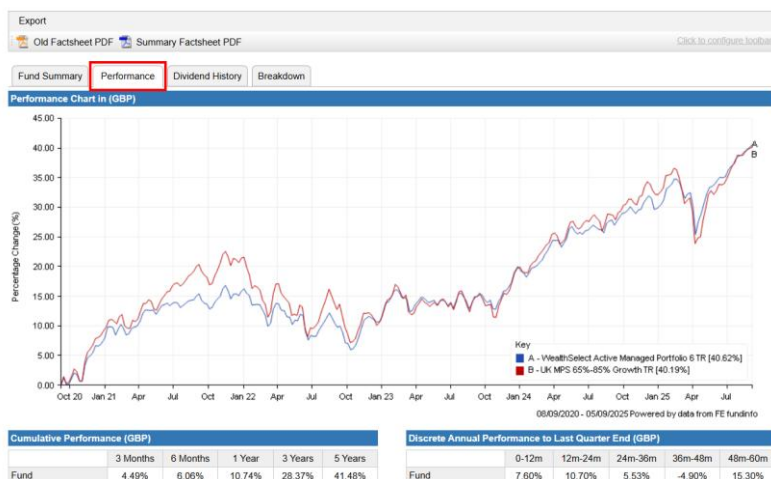 Export
Old Factsheet PDF Summary Factsheet PDF Click to configure toolbar
Fund Summary Performance Dividend History Breakdown
Performance Chart in (GBP)
45.00
40.00
35.00
30.00
25.00
20.00
15.00
10.00
5.00
0.00
Percentage Change(%)
A
B
Key
A - WealthSelect Active Managed Portfolio 6 TR [40.62%]
B - UK MPS 65%-85% Growth TR [40.19%]
Oct 20 Jan 21 Apr Jul Oct Jan 22 Apr Jul Oct Jan 23 Apr Jul Oct Jan 24 Apr Jul Oct Jan 25 Apr Jul
08/09/2020 - 05/09/2025 Powered by data from FE fundinfo
Cumulative Performance (GBP)
3 Months 6 Months 1 Year 3 Years 5 Years
Fund 4.49% 6.06% 10.74% 28.37% 41.48%
Discrete Annual Performance to Last Quarter End (GBP)
0-12m 12m-24m 24m-36m 36m-48m 48m-60m
Fund 7.60% 10.70% 5.53% -4.90% 15.30%